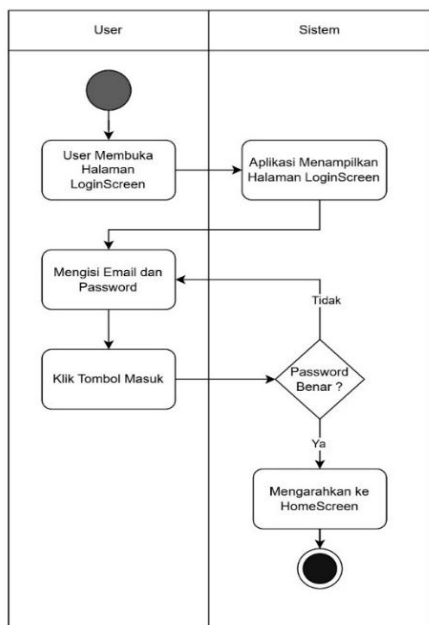 User
Sistem
User Membuka
Halaman
LoginScreen
Aplikasi Menampilkan
Halaman LoginScreen
Mengisi Email dan
Password
Tidak
Klik Tombol Masuk
Password
Benar ?
Ya
Mengarahkan ke
HomeScreen